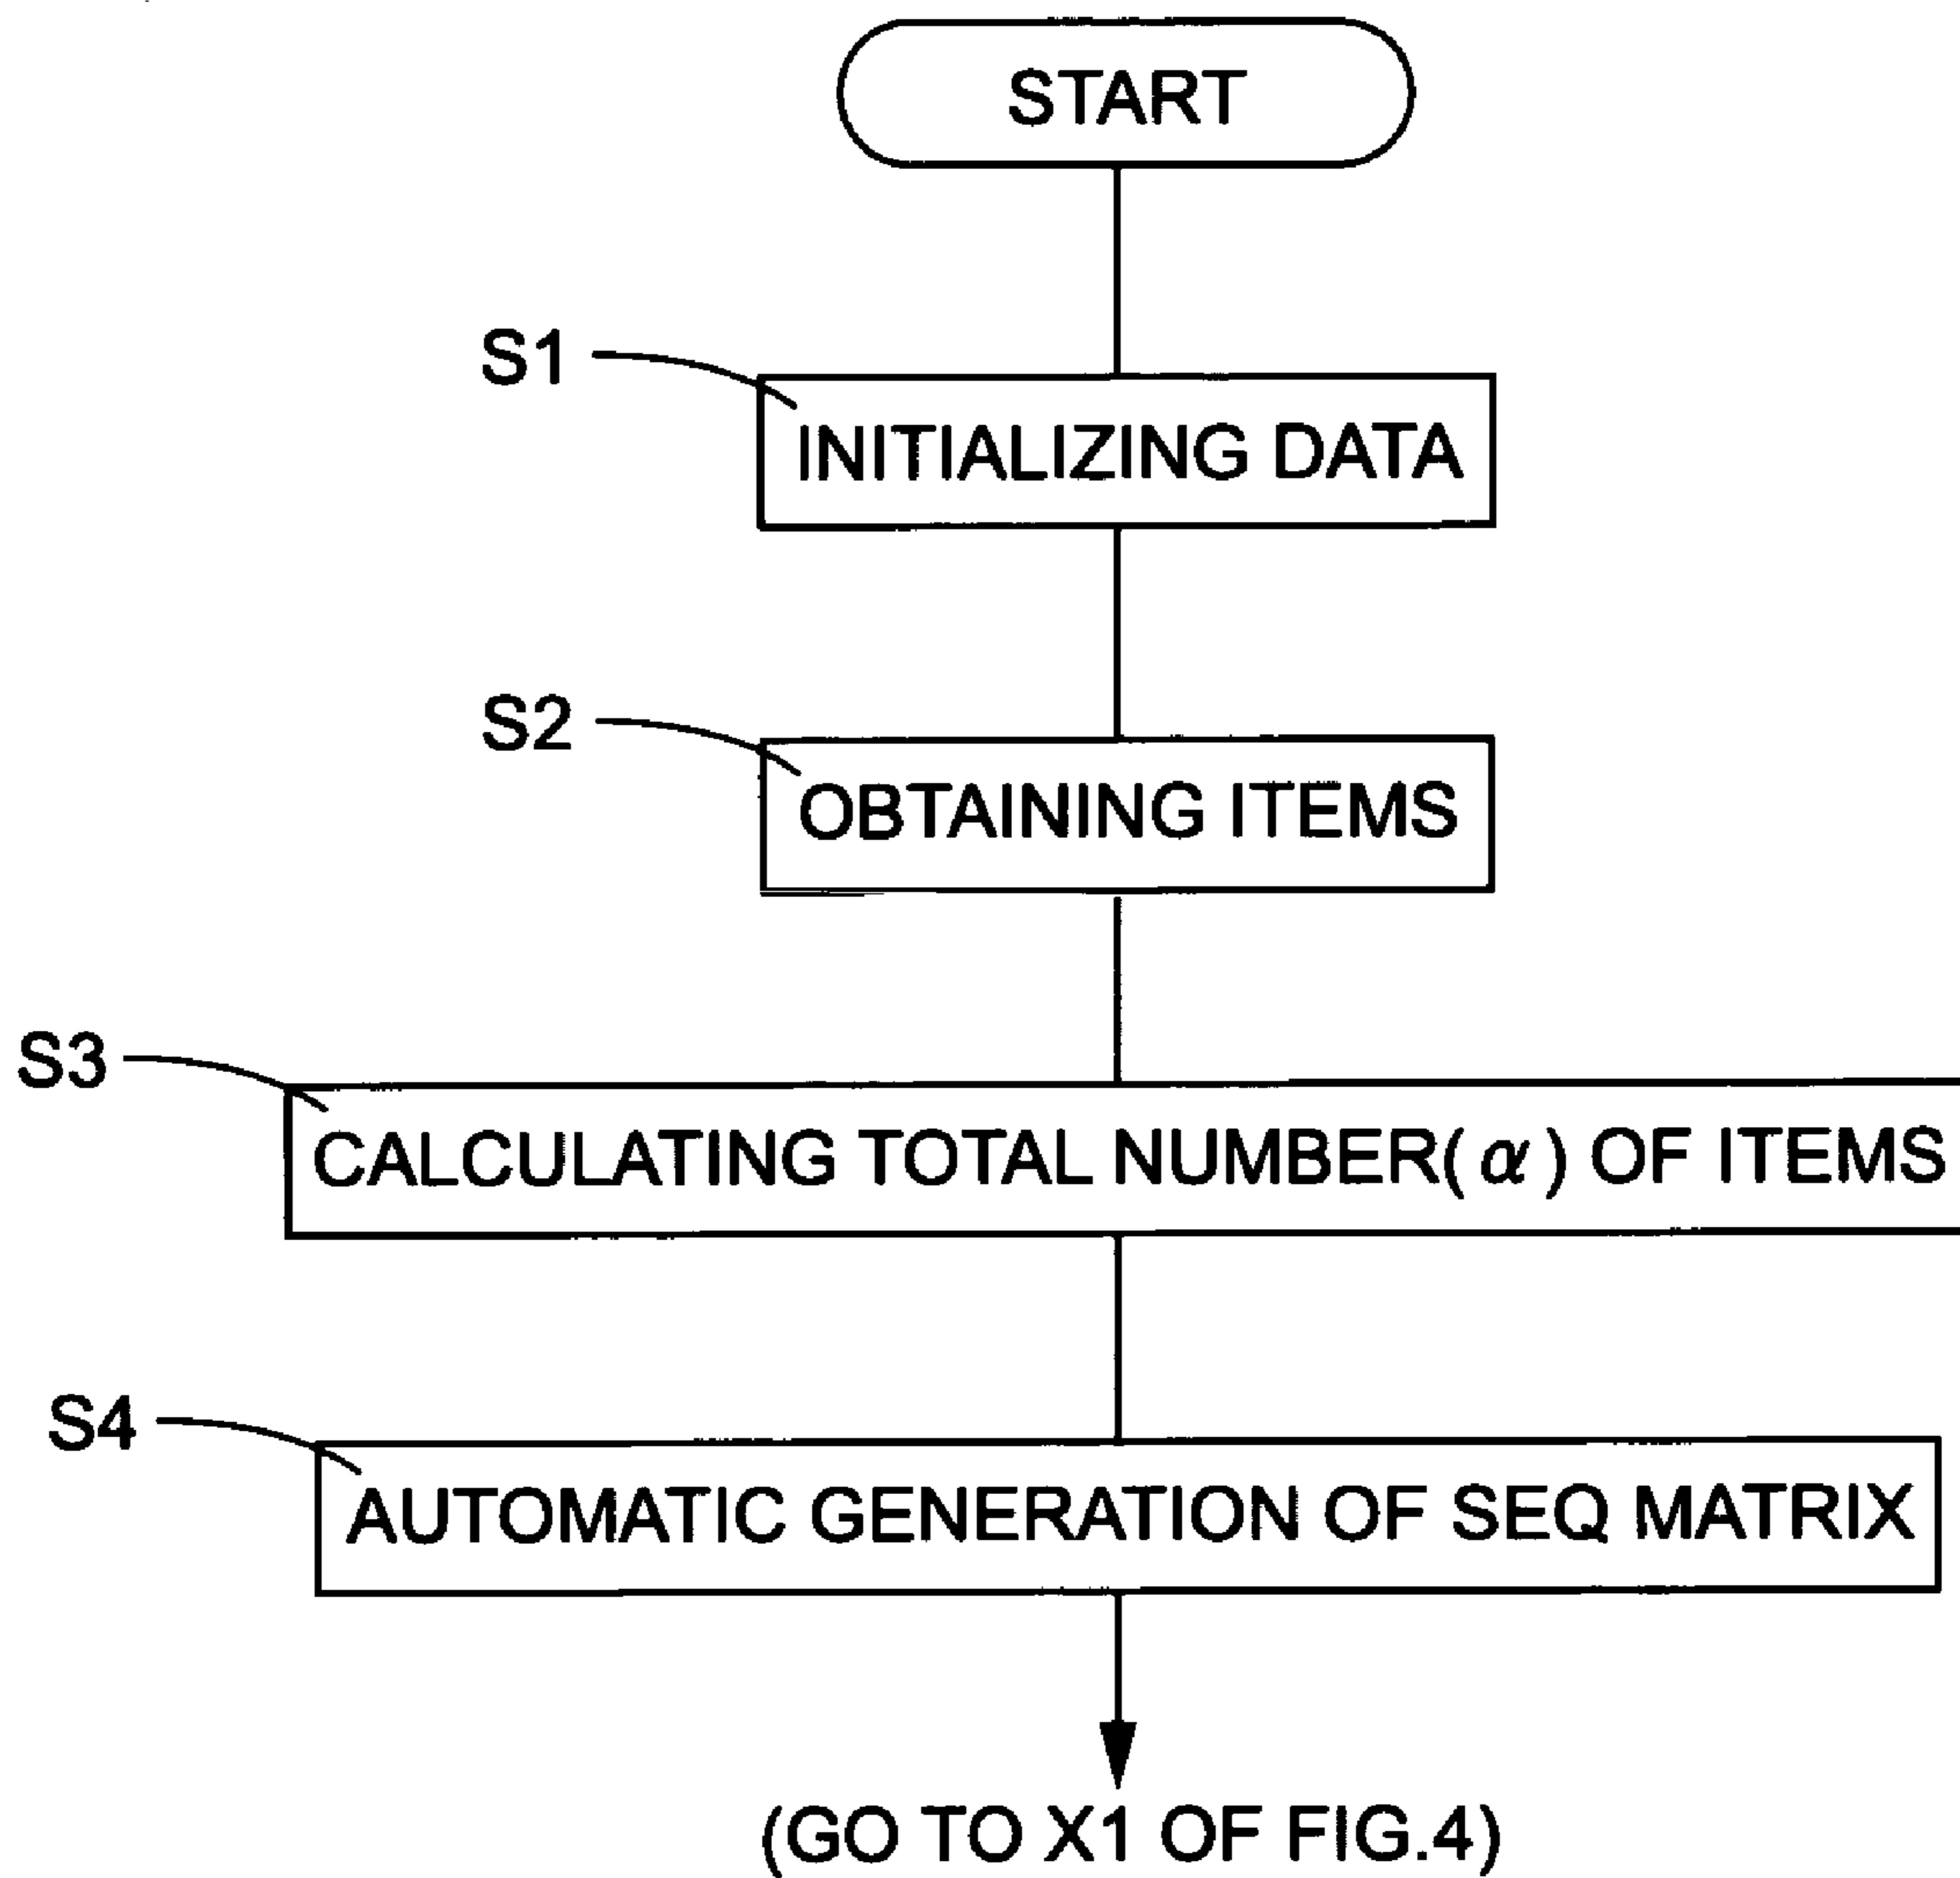 START
S1
INITIALIZING DATA
S2
OBTAINING ITEMS
S3
CALCULATING TOTAL NUMBER(α) OF ITEMS
S4
AUTOMATIC GENERATION OF SEQ MATRIX
(GO TO X1 OF FIG.4)